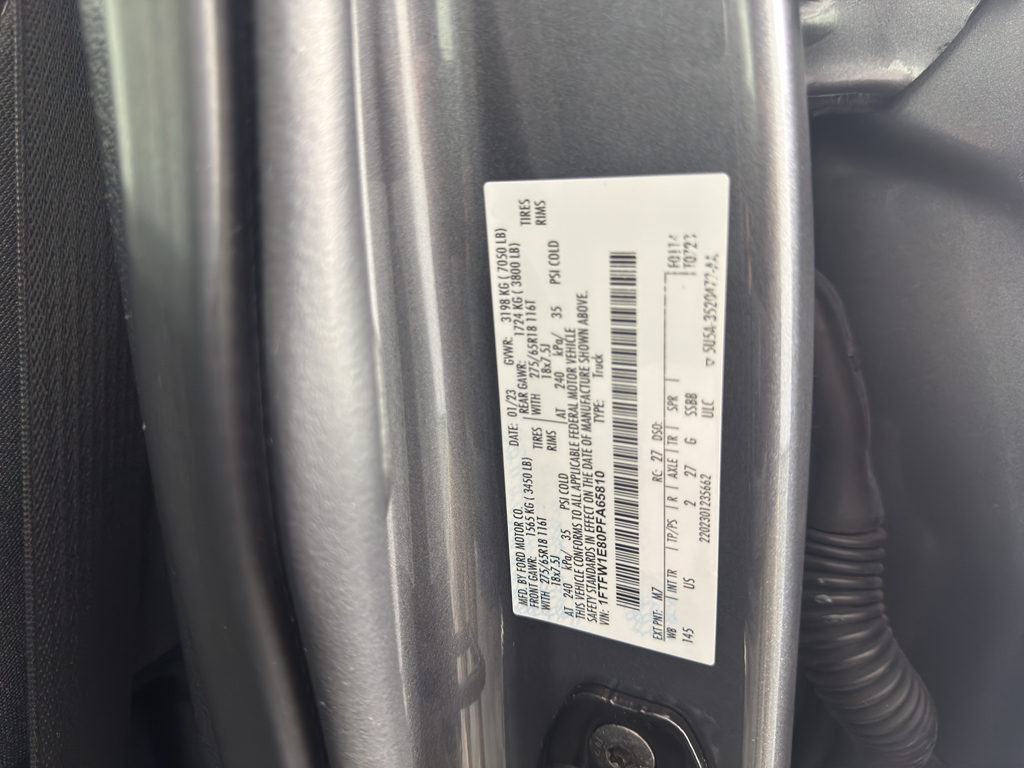 MFD. BY FORD MOTOR CO. DATE: 01/23 GVWR: 3198 KG ( 7050 LB)
FRONT GAWR: 1565 KG ( 3450 LB) REAR GAWR: 1724 KG ( 3800 LB)
WITH 275/65R18 116T TIRES WITH 275/65R18 116T TIRES
18x7.5J RIMS 18x7.5J RIMS
AT 240 kPa/ 35 PSI COLD AT 240 kPa/ 35 PSI COLD
THIS VEHICLE CONFORMS TO ALL APPLICABLE FEDERAL MOTOR VEHICLE
SAFETY STANDARDS IN EFFECT ON THE DATE OF MANUFACTURE SHOWN ABOVE.
VIN: 1FTFW1E80PFA65810 TYPE: Truck
EXT PNT: M7 RC: 27 DSO:
WB INT TR TP/PS R AXLE TR SPR F0114
145 US 2 27 G SSBB T0723
2202301235662 ULC